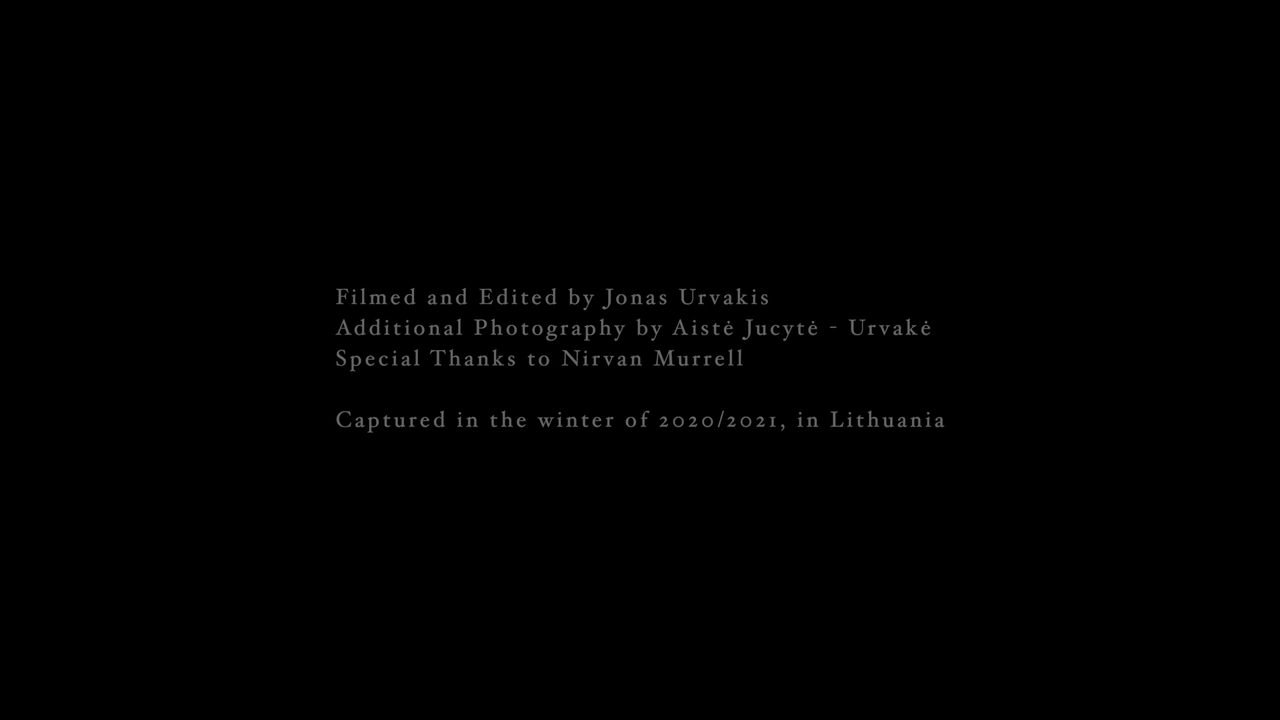 Filmed and Edited by Jonas Urvakis
Additional Photography by Aistė Jucytė - Urvakė
Special Thanks to Nirvan Murrell
Captured in the winter of 2020/2021, in Lithuania